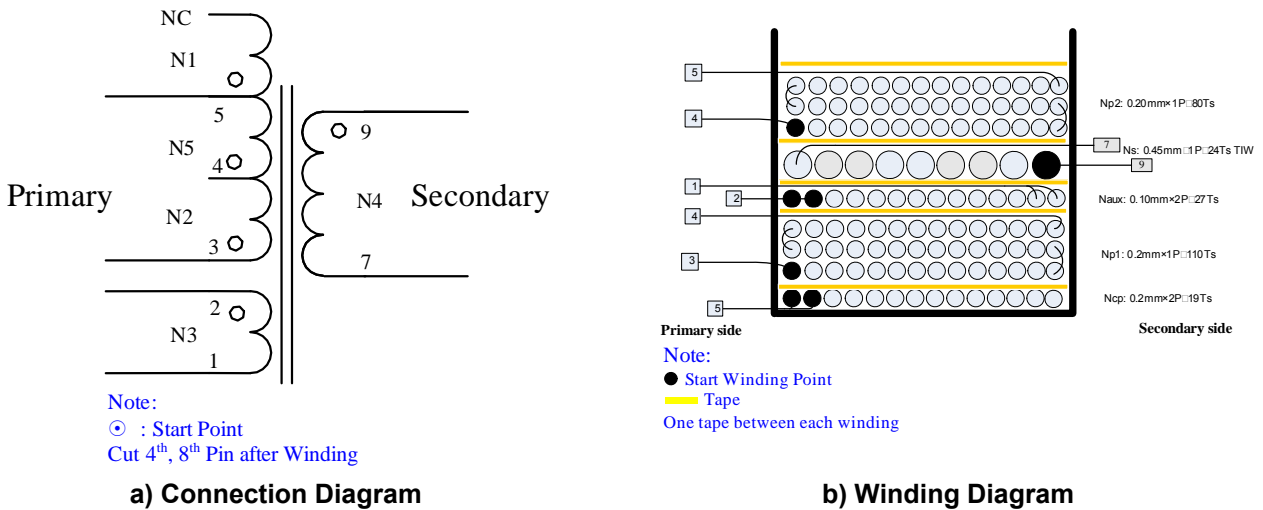 NC
N1
5
N5
4
Primary
N2
3
2
N3
1
9
N4
Secondary
7
Note:
⊙ : Start Point
Cut 4th, 8th Pin after Winding
a) Connection Diagram
5
4
Np2: 0.20mm×1P□80Ts
7
Ns: 0.45mm□1P□24Ts TIW
9
1
2
Naux: 0.10mm×2P□27Ts
4
3
Np1: 0.2mm×1P□110Ts
5
Ncp: 0.2mm×2P□19Ts
Primary side
Secondary side
Note:
● Start Winding Point
Tape
One tape between each winding
b) Winding Diagram